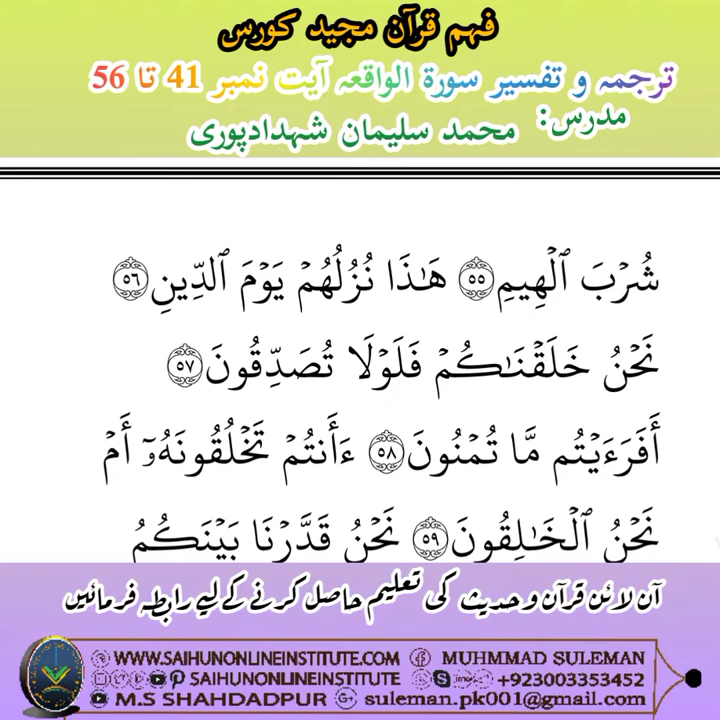 فہم قرآن مجید کورس
ترجمہ و تفسیر سورۃ الواقعہ آیت نمبر 41 تا 56
مدرس: محمد سلیمان شہدادپوری
شُرۡبَ ٱلۡهِيمِ ۝٥٥ هَـٰذَا نُزُلُهُمۡ يَوۡمَ ٱلدِّينِ ۝٥٦
نَحۡنُ خَلَقۡنَـٰكُمۡ فَلَوۡلَا تُصَدِّقُونَ ۝٥٧
أَفَرَءَيۡتُم مَّا تُمۡنُونَ ۝٥٨ ءَأَنتُمۡ تَخۡلُقُونَهُۥٓ أَمۡ
نَحۡنُ ٱلۡخَـٰلِقُونَ ۝٥٩ نَحۡنُ قَدَّرۡنَا بَيۡنَكُمُ
آن لائن قرآن و حدیث کی تعلیم حاصل کرنے کے لیے رابطہ فرمائیں
WWW.SAIHUNONLINEINSTITUTE.COM MUHMMAD SULEMAN
SAIHUNONLINEINSTITUTE +923003353452
M.S SHAHDADPUR suleman.pk001@gmail.com